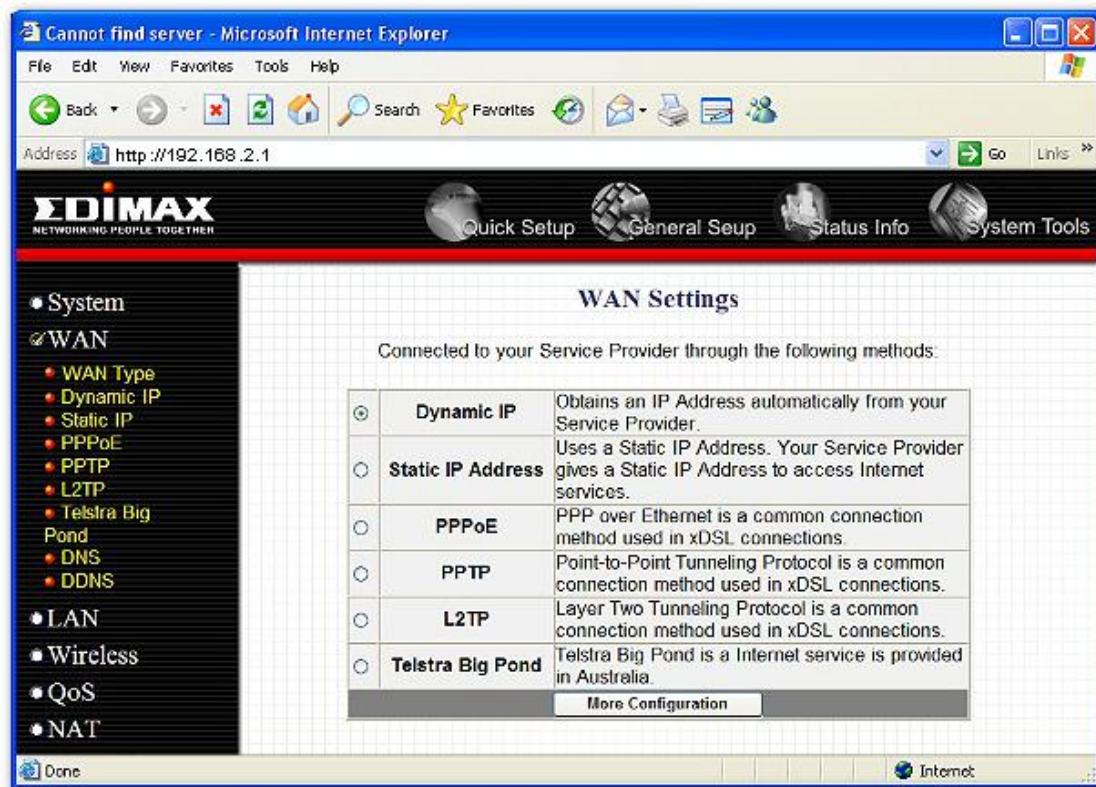 Cannot find server - Microsoft Internet Explorer
File Edit View Favorites Tools Help
Back Search Favorites
Address http://192.168.2.1 Go Links »
EDIMAX
NETWORKING PEOPLE TOGETHER
Quick Setup General Seup Status Info System Tools
System
WAN
WAN Type
Dynamic IP
Static IP
PPPoE
PPTP
L2TP
Telstra Big
Pond
DNS
DDNS
LAN
Wireless
QoS
NAT
WAN Settings
Connected to your Service Provider through the following methods:
Dynamic IP
Obtains an IP Address automatically from your
Service Provider.
Static IP Address
Uses a Static IP Address. Your Service Provider
gives a Static IP Address to access Internet
services.
PPPoE
PPP over Ethernet is a common connection
method used in xDSL connections.
PPTP
Point-to-Point Tunneling Protocol is a common
connection method used in xDSL connections.
L2TP
Layer Two Tunneling Protocol is a common
connection method used in xDSL connections.
Telstra Big Pond
Telstra Big Pond is a Internet service is provided
in Australia.
More Configuration
Done Internet